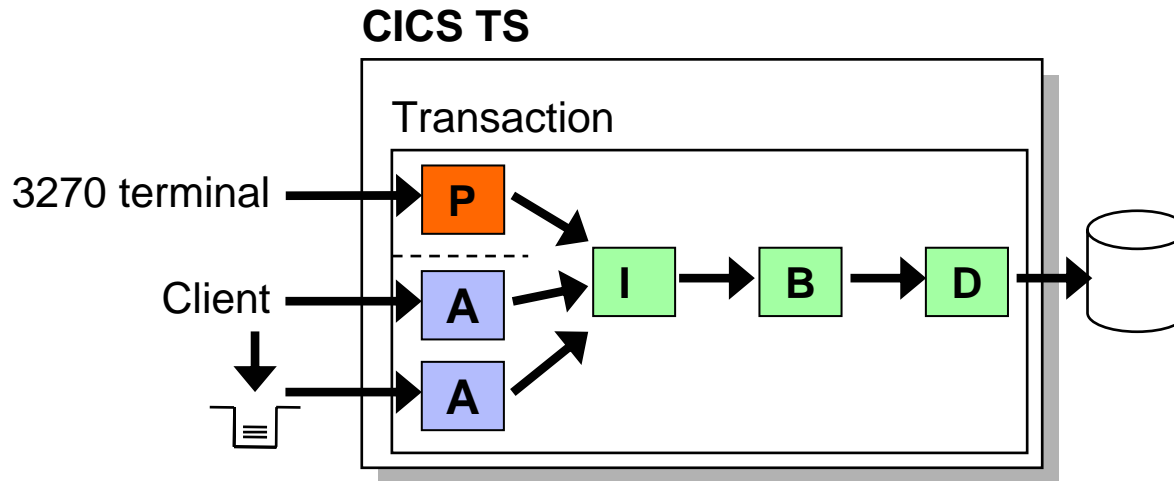 CICS TS
Transaction
3270 terminal
P
Client
A
I
B
D
A